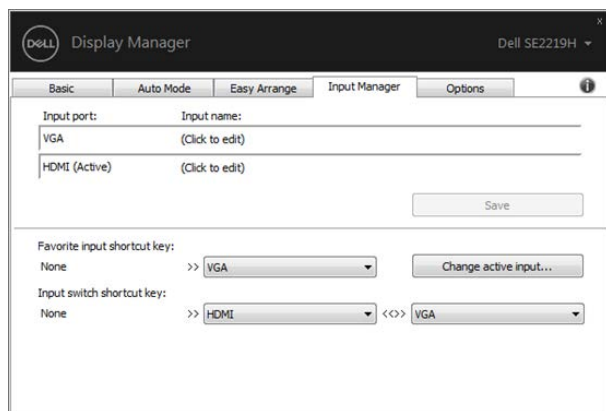 DELL Display Manager Dell SE2219H
x
Basic Auto Mode Easy Arrange Input Manager Options i
Input port: Input name:
VGA (Click to edit)
HDMI (Active) (Click to edit)
Save
Favorite input shortcut key:
None >> VGA Change active input...
Input switch shortcut key:
None >> HDMI <<>> VGA